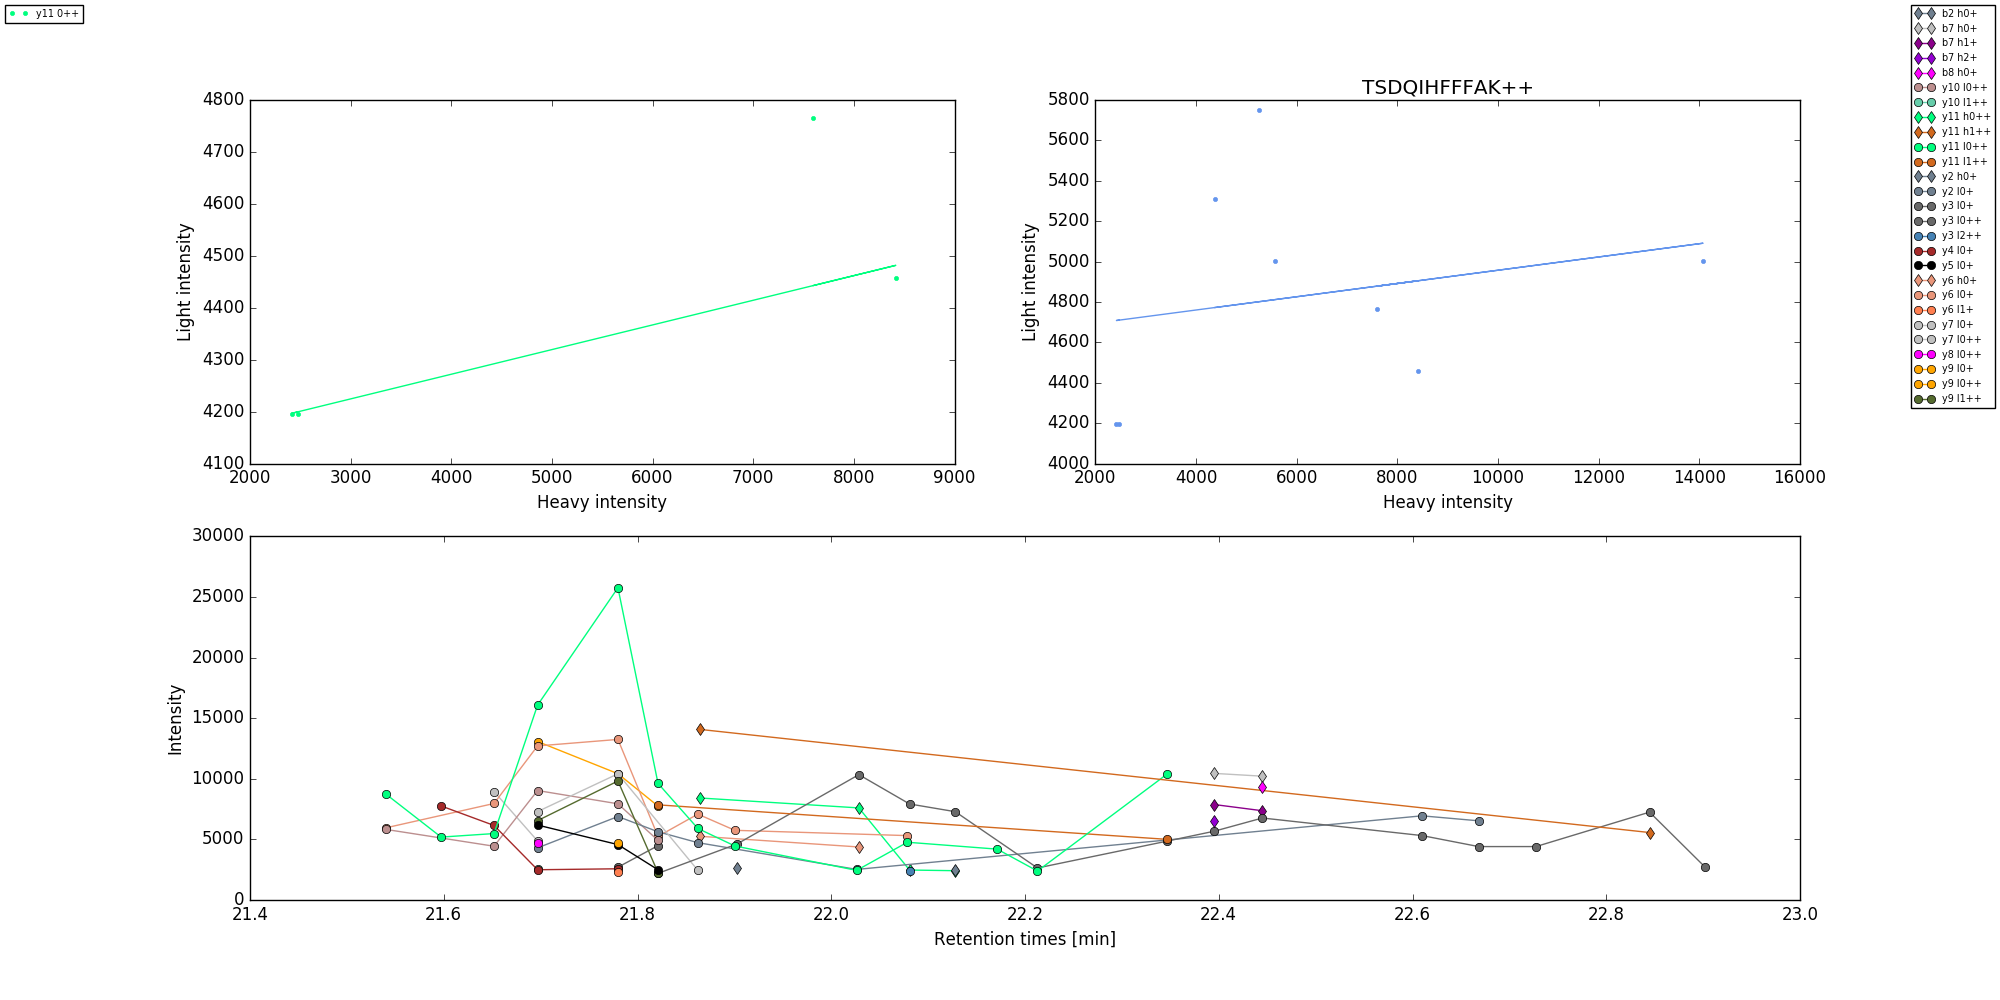 y11 0++
TSDQIHFFFAK++
4800
4700
4600
4500
4400
4300
4200
4100
Light intensity
2000 3000 4000 5000 6000 7000 8000 9000
Heavy intensity
5800
5600
5400
5200
5000
4800
4600
4400
4200
4000
Light intensity
2000 4000 6000 8000 10000 12000 14000 16000
Heavy intensity
30000
25000
20000
15000
10000
5000
0
Intensity
21.4 21.6 21.8 22.0 22.2 22.4 22.6 22.8 23.0
Retention times [min]
b2 h0+
b7 h0+
b7 h1+
b7 h2+
b8 h0+
y10 l0++
y10 l1++
y11 h0++
y11 h1++
y11 l0++
y11 l1++
y2 h0+
y2 l0+
y3 l0+
y3 l0++
y3 l2++
y4 l0+
y5 l0+
y6 h0+
y6 l0+
y6 l1+
y7 l0+
y7 l0++
y8 l0++
y9 l0+
y9 l0++
y9 l1++